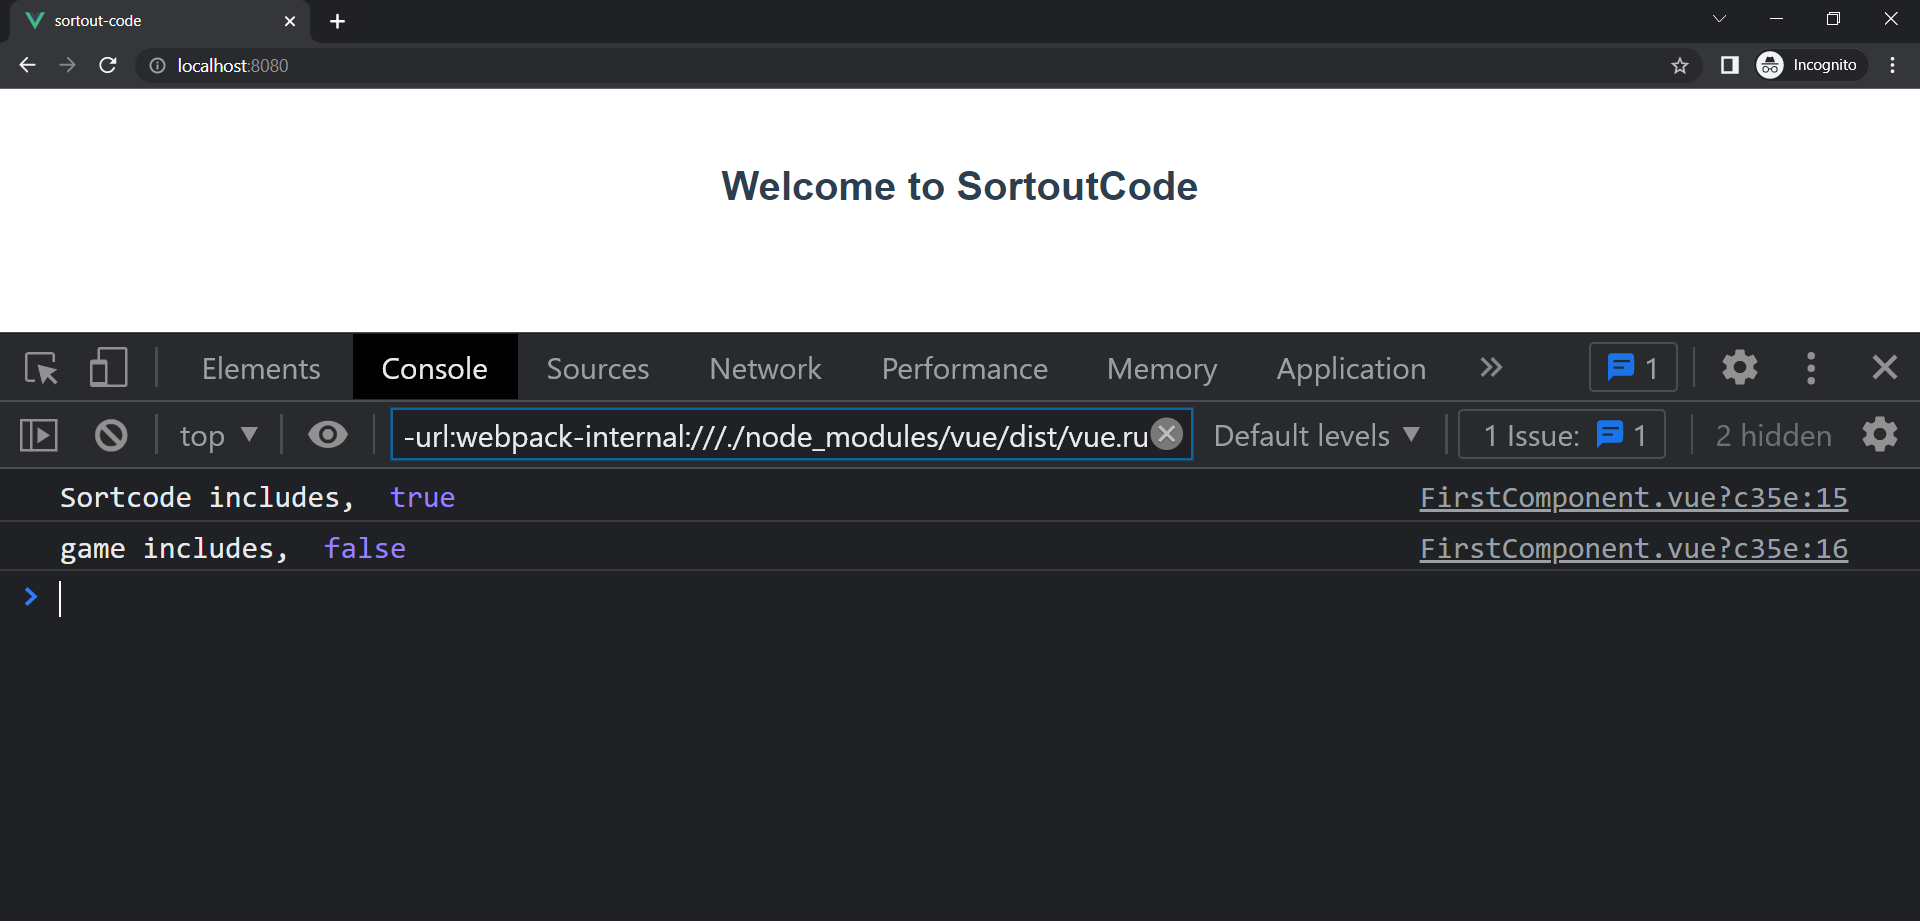 sortout-code
localhost:8080
Incognito
Welcome to SortoutCode
Elements Console Sources Network Performance Memory Application 1
top -url:webpack-internal:///./node_modules/vue/dist/vue.ru Default levels 1 Issue: 1 2 hidden
Sortcode includes, true FirstComponent.vue?c35e:15
game includes, false FirstComponent.vue?c35e:16